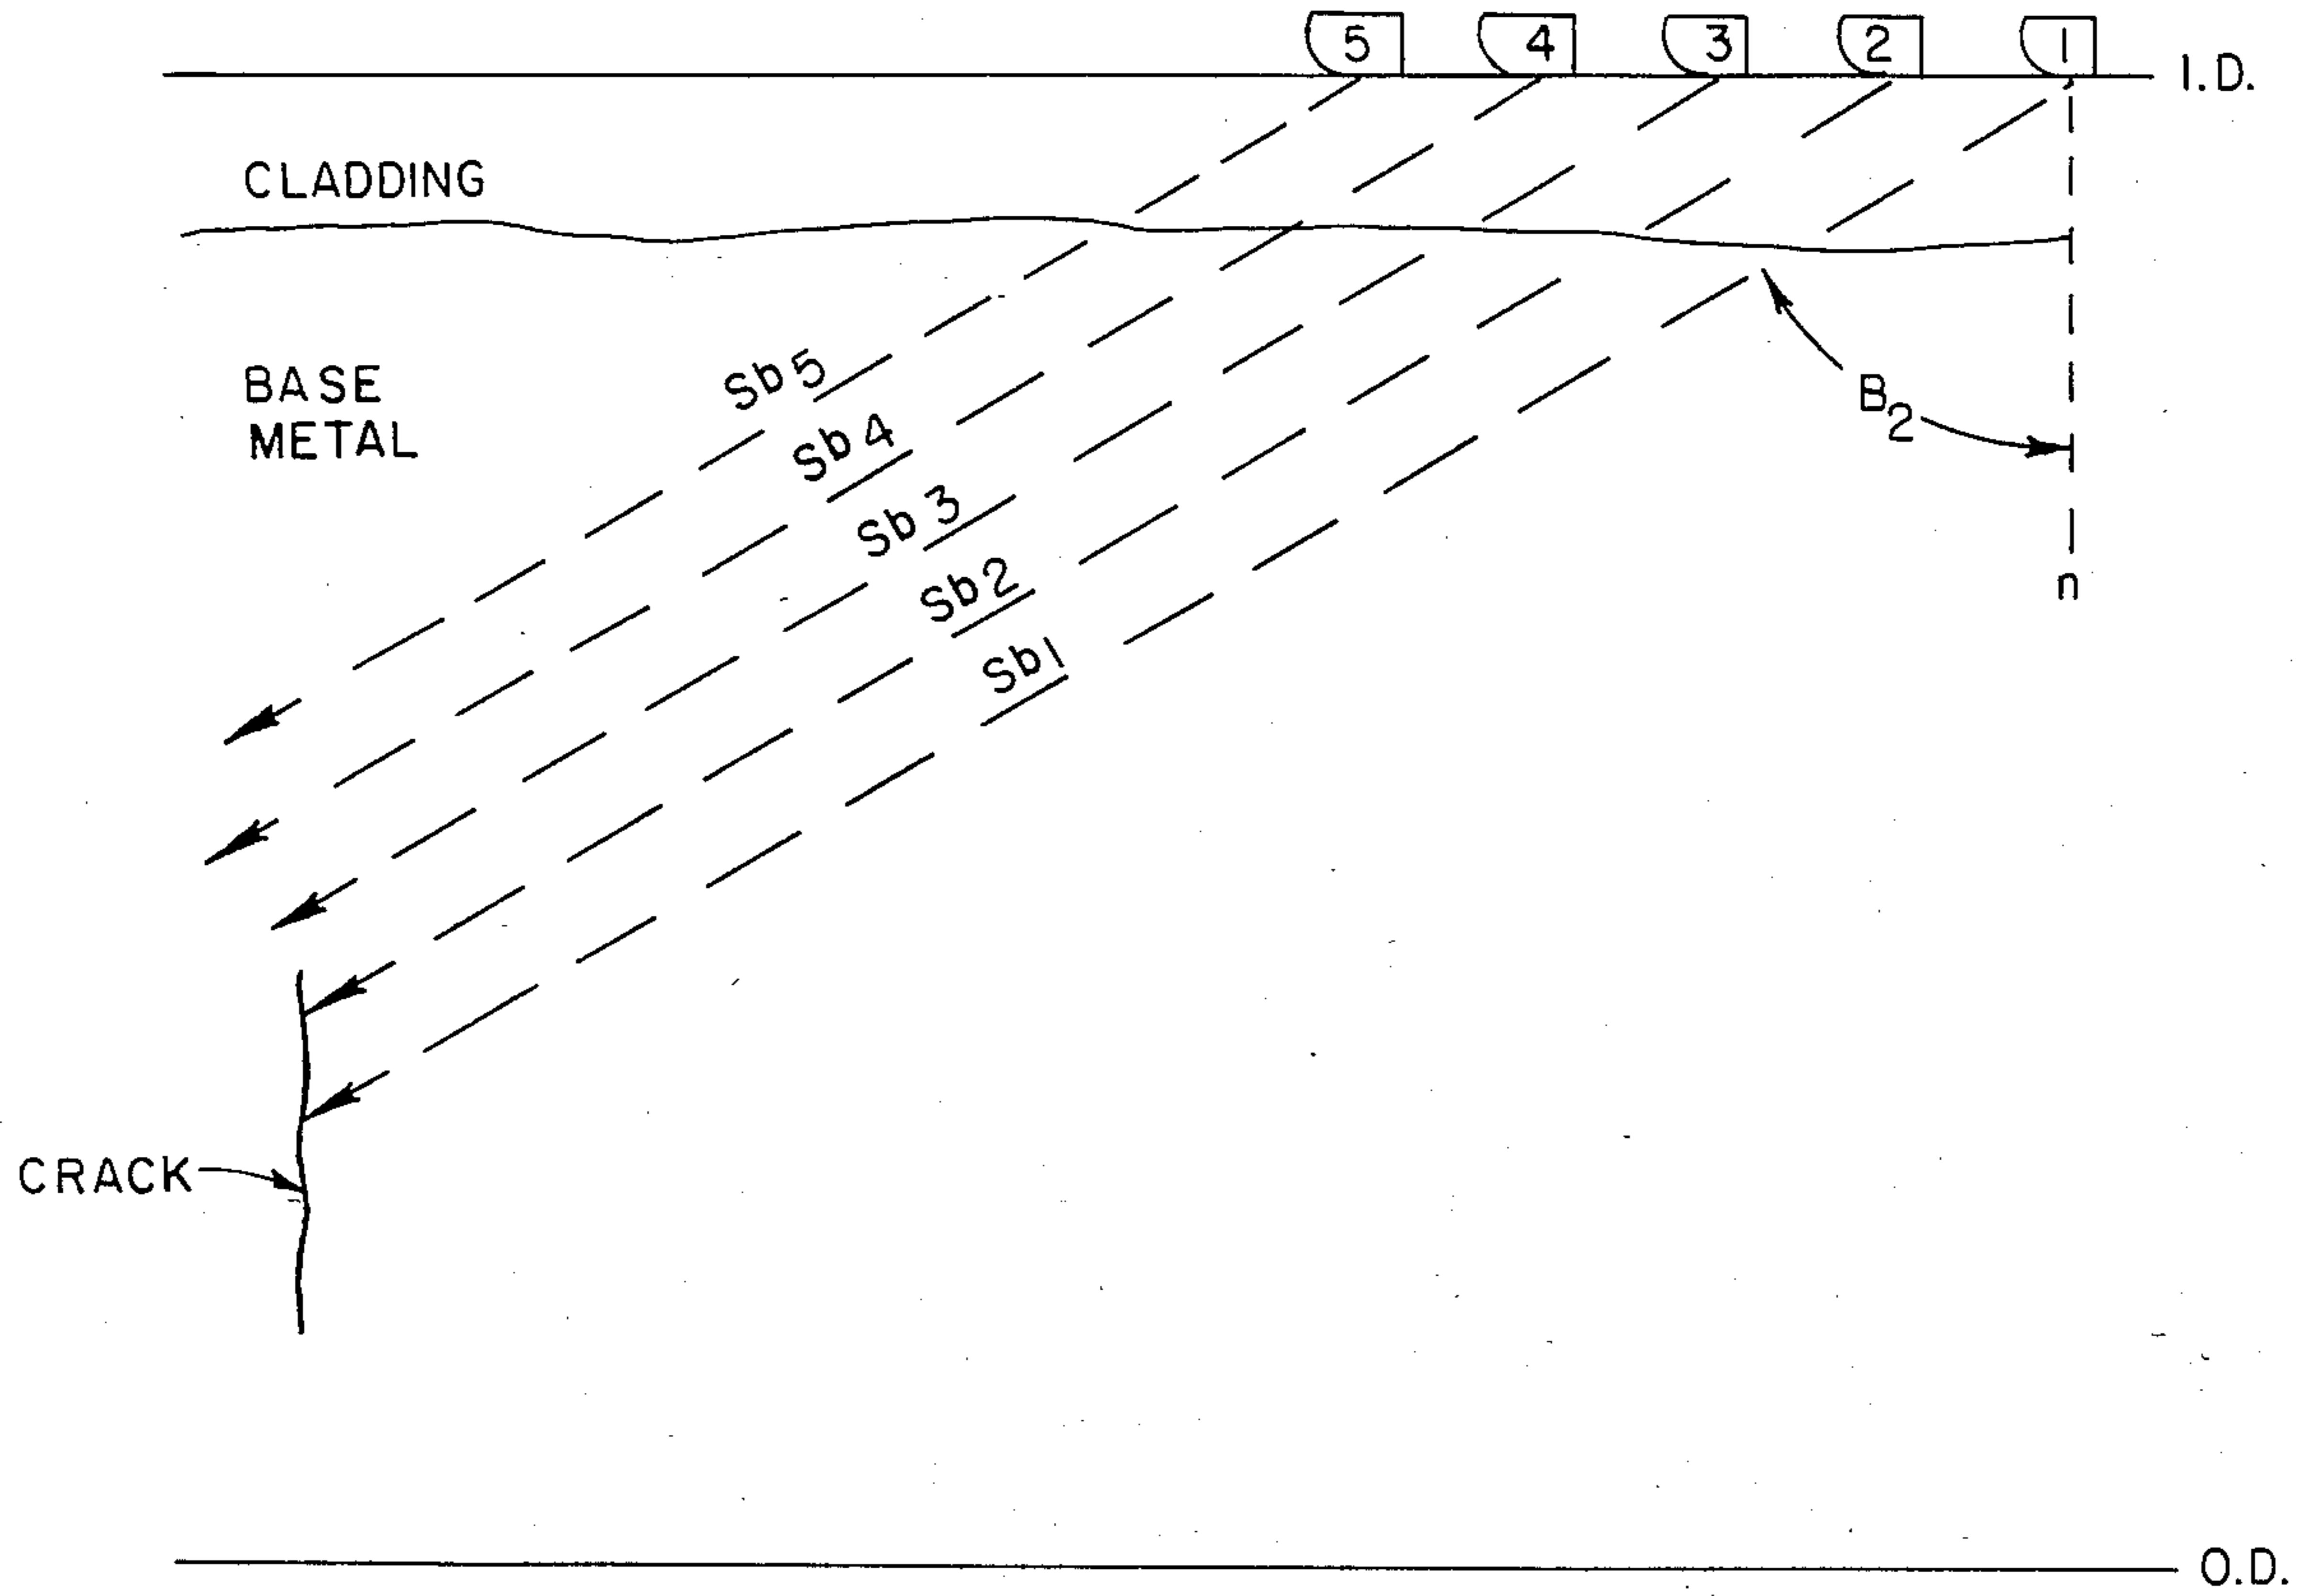 5
4
3
2
1
I.D.
CLADDING
BASE
METAL
Sb5
Sb4
Sb3
Sb2
Sb1
B2
n
CRACK
O.D.